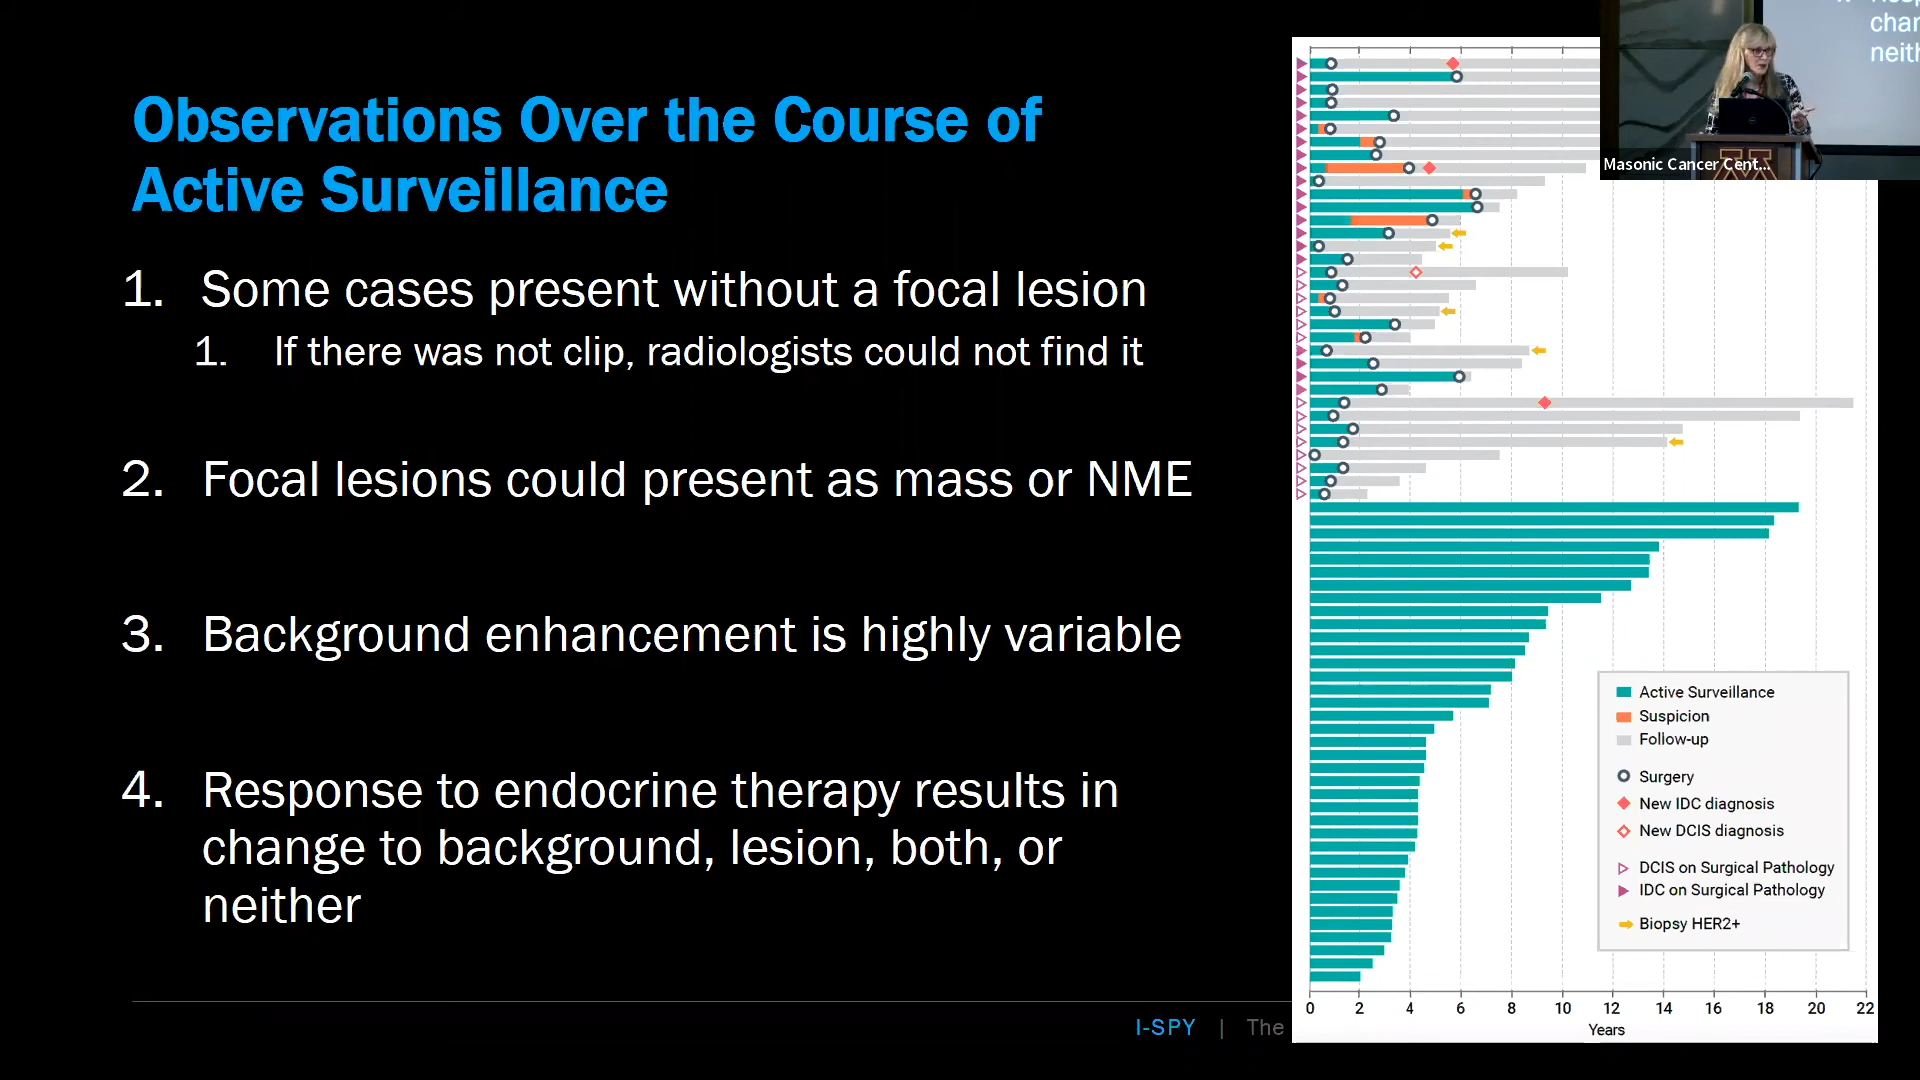 Observations Over the Course of
Active Surveillance
1. Some cases present without a focal lesion
1. If there was not clip, radiologists could not find it
2. Focal lesions could present as mass or NME
3. Background enhancement is highly variable
4. Response to endocrine therapy results in
change to background, lesion, both, or
neither
I-SPY | The
Masonic Cancer Cent...
Active Surveillance
Suspicion
Follow-up
Surgery
New IDC diagnosis
New DCIS diagnosis
DCIS on Surgical Pathology
IDC on Surgical Pathology
Biopsy HER2+
0 2 4 6 8 10 12 14 16 18 20 22
Years